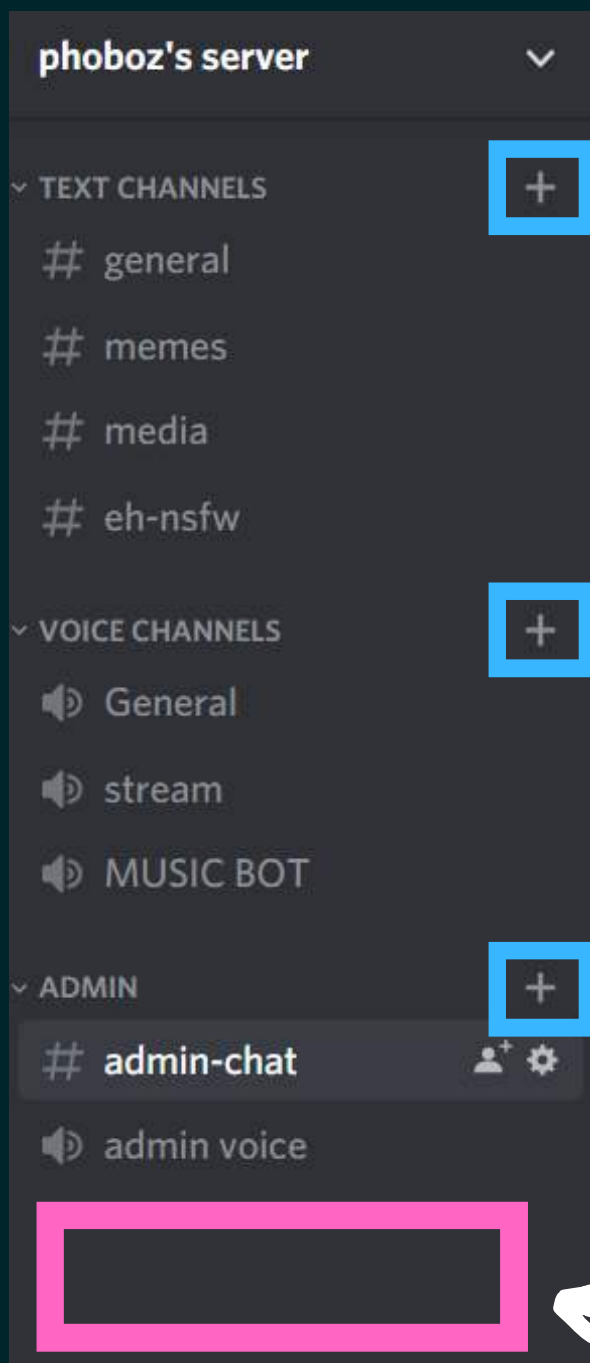 phoboz's server
TEXT CHANNELS
# general
# memes
# media
# eh-nsfw
VOICE CHANNELS
General
stream
MUSIC BOT
ADMIN
# admin-chat
admin voice